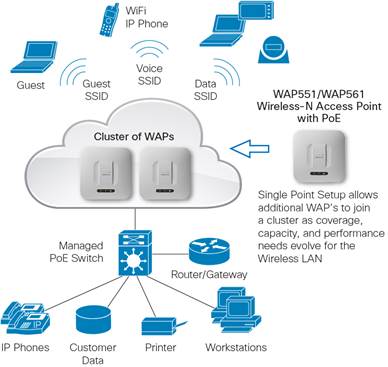 WiFi
IP Phone
Guest
Guest
SSID
Voice
SSID
Data
SSID
Cluster of WAPs
WAP551/WAP561
Wireless-N Access Point
with PoE
Single Point Setup allows
additional WAP's to join
a cluster as coverage,
capacity, and performance
needs evolve for the
Wireless LAN
Managed
PoE Switch
Router/Gateway
IP Phones
Customer
Data
Printer
Workstations